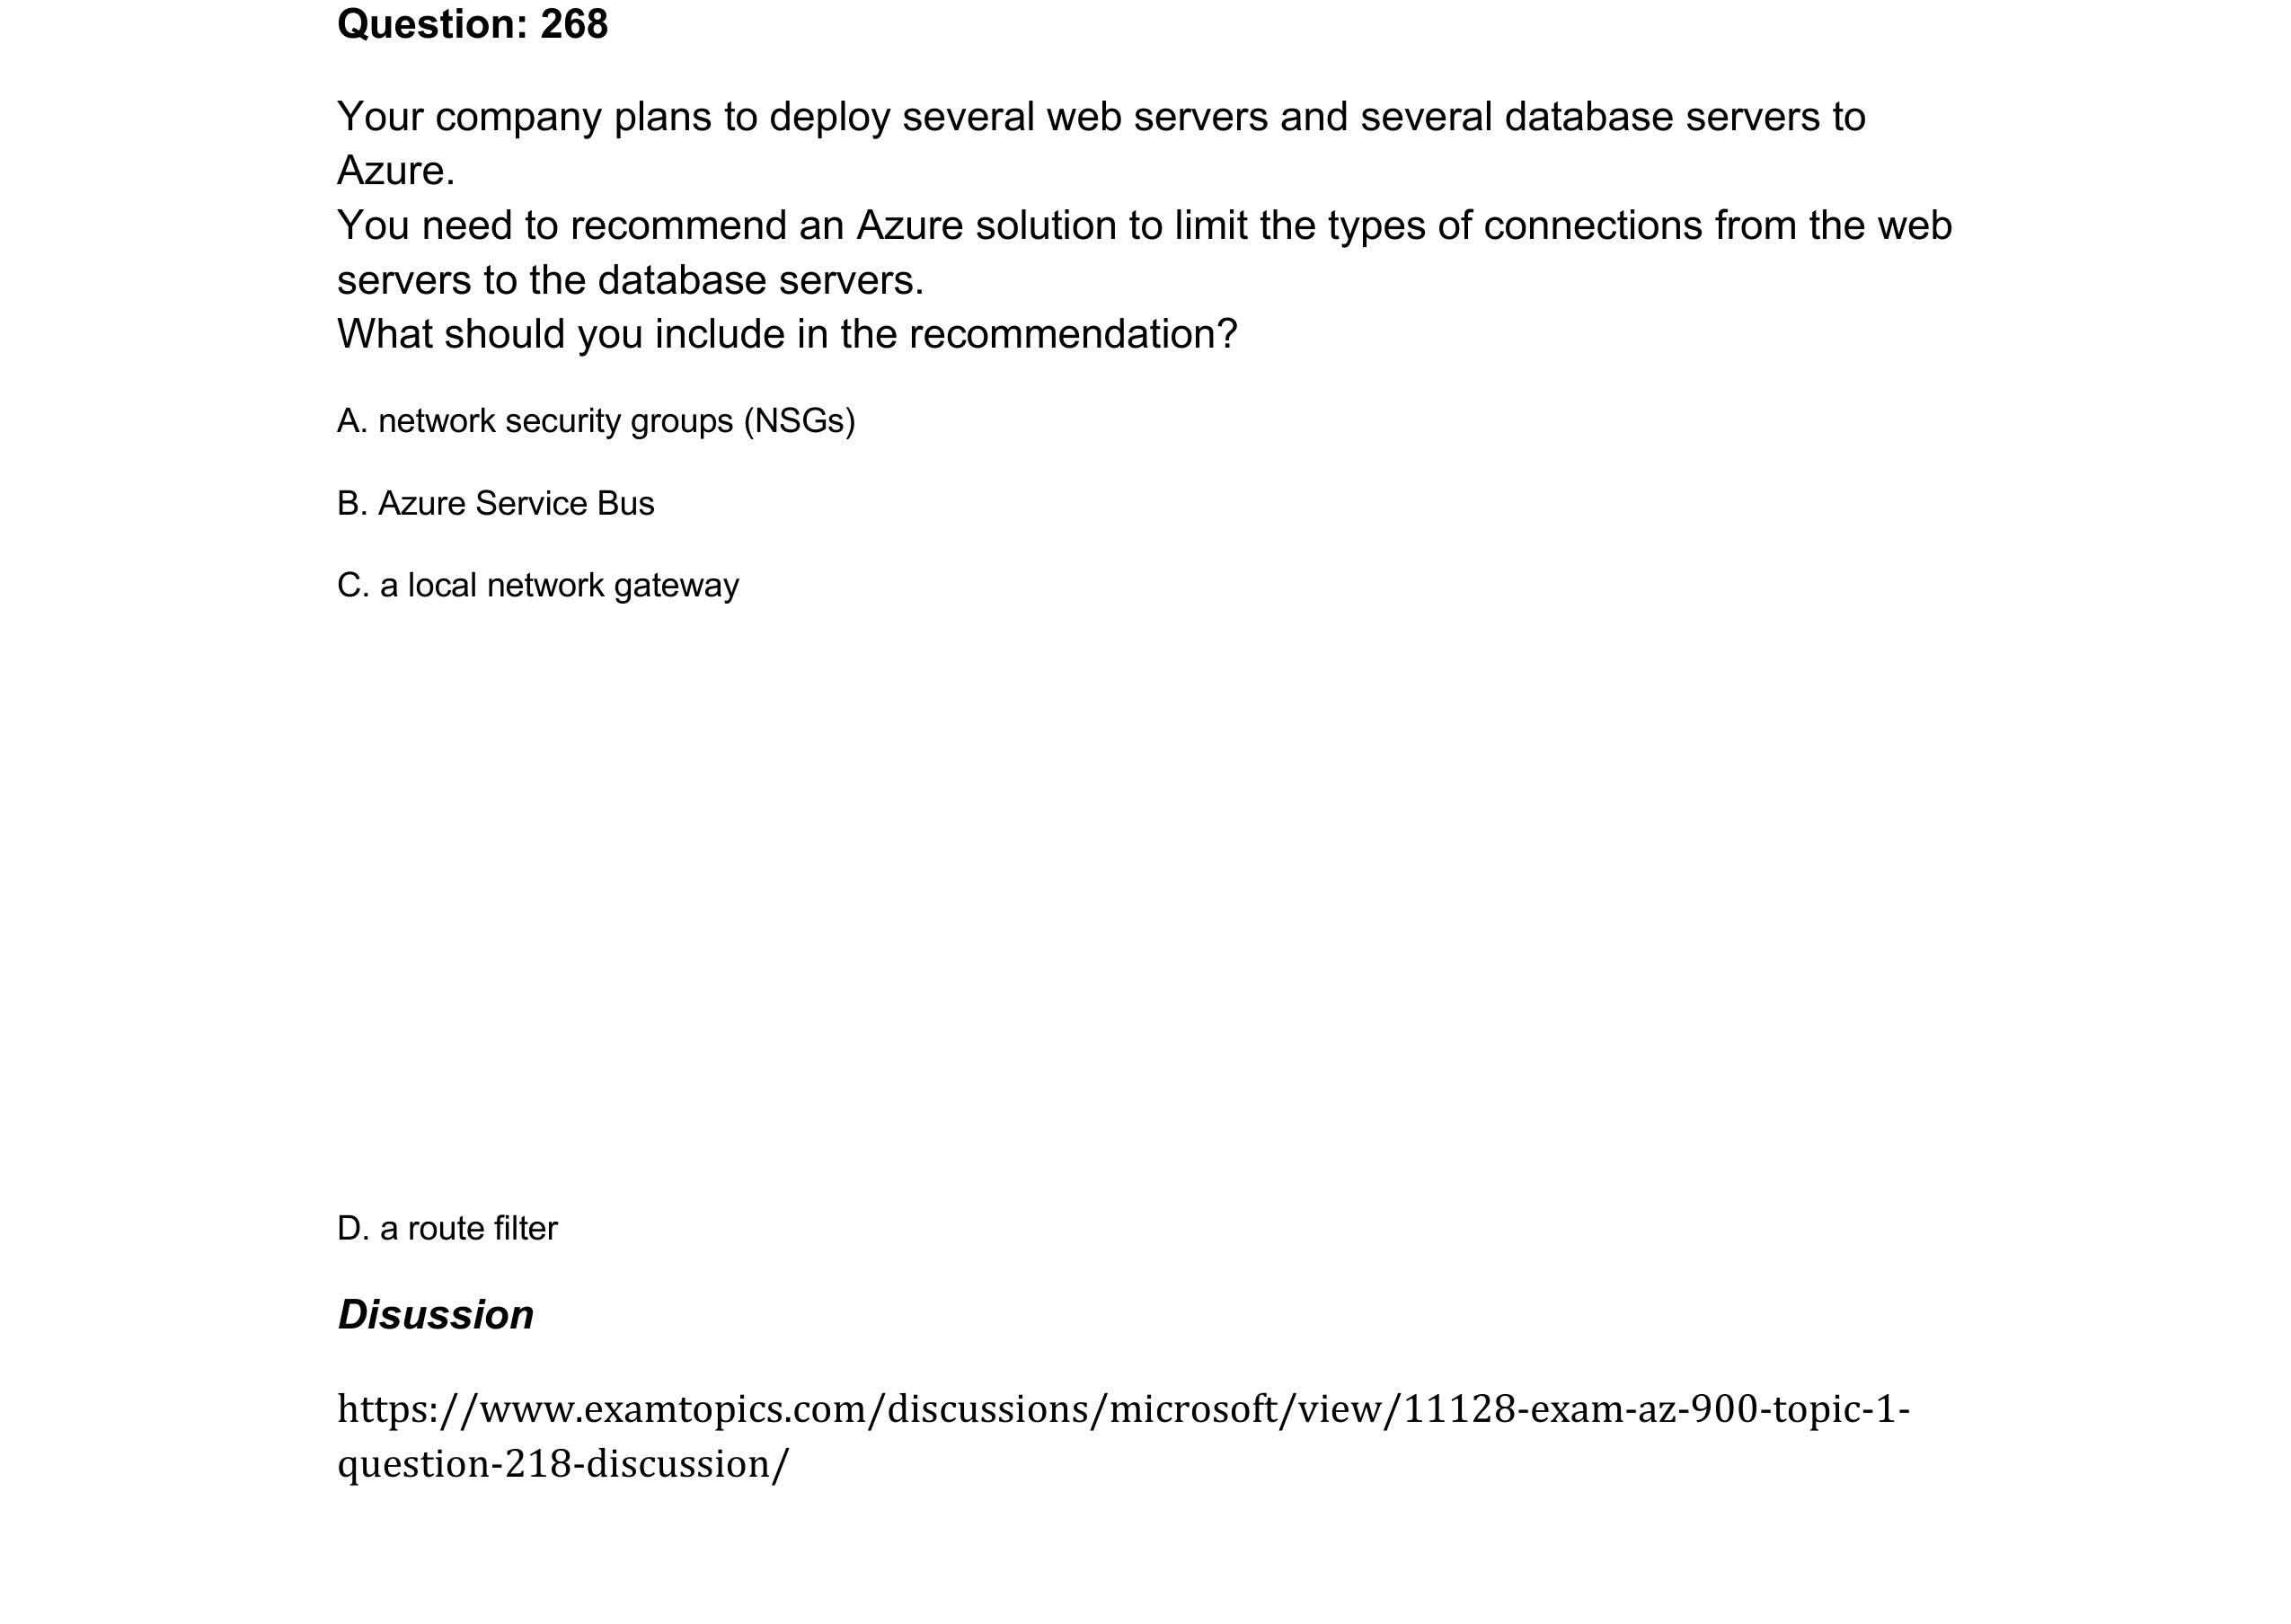 Question: 268
Your company plans to deploy several web servers and several database servers to
Azure.
You need to recommend an Azure solution to limit the types of connections from the web
servers to the database servers.
What should you include in the recommendation?
A. network security groups (NSGs)
B. Azure Service Bus
C. a local network gateway
D. a route filter
Disussion
https://www.examtopics.com/discussions/microsoft/view/11128-exam-az-900-topic-1-
question-218-discussion/